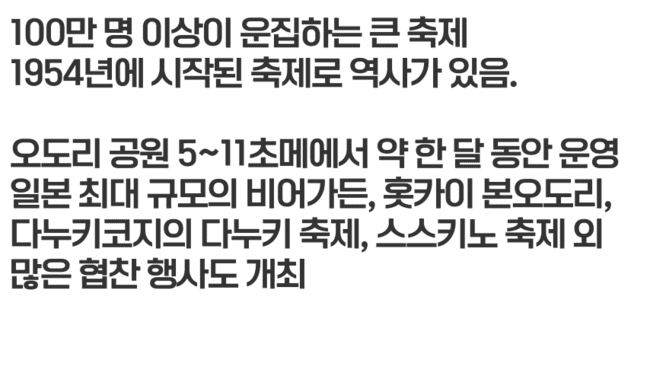 100만 명 이상이 운집하는 큰 축제
1954년에 시작된 축제로 역사가 있음.
오도리 공원 5~11초메에서 약 한 달 동안 운영
일본 최대 규모의 비어가든, 홋카이 본오도리,
다누키코지의 다누키 축제, 스스키노 축제 외
많은 협찬 행사도 개최